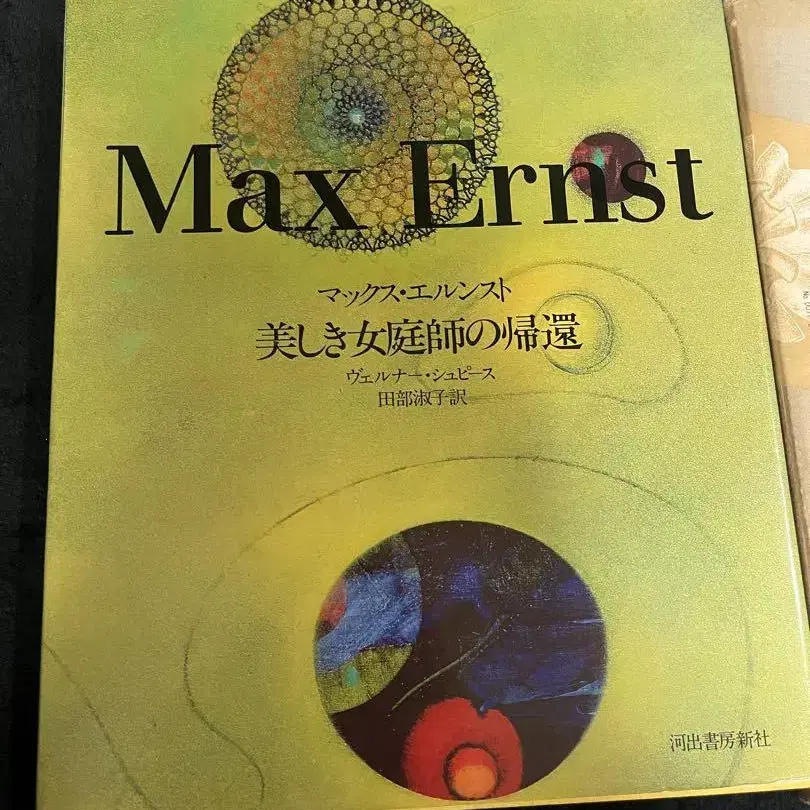 Max Ernst
マックス・エルンスト
美しき女庭師の帰還
ヴェルナー・シュピース
田部淑子訳
河出書房新社